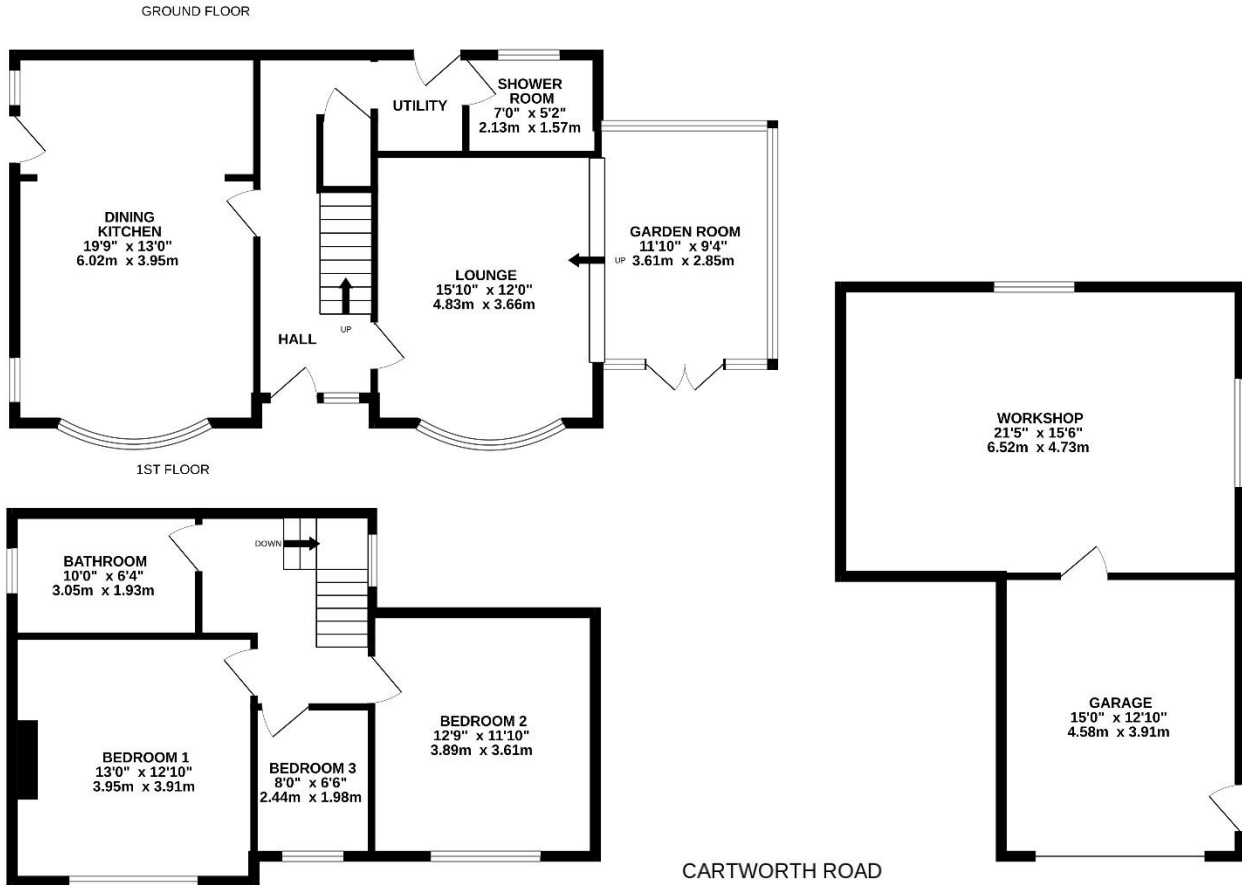 GROUND FLOOR
SHOWER
ROOM
7'0" x 5'2"
2.13m x 1.57m
UTILITY
DINING
KITCHEN
19'9" x 13'0"
6.02m x 3.95m
GARDEN ROOM
11'10" x 9'4"
3.61m x 2.85m
UP
LOUNGE
15'10" x 12'0"
4.83m x 3.66m
UP
HALL
WORKSHOP
21'5" x 15'6"
6.52m x 4.73m
1ST FLOOR
DOWN
BATHROOM
10'0" x 6'4"
3.05m x 1.93m
BEDROOM 1
13'0" x 12'10"
3.95m x 3.91m
BEDROOM 3
8'0" x 6'6"
2.44m x 1.98m
BEDROOM 2
12'9" x 11'10"
3.89m x 3.61m
GARAGE
15'0" x 12'10"
4.58m x 3.91m
CARTWORTH ROAD